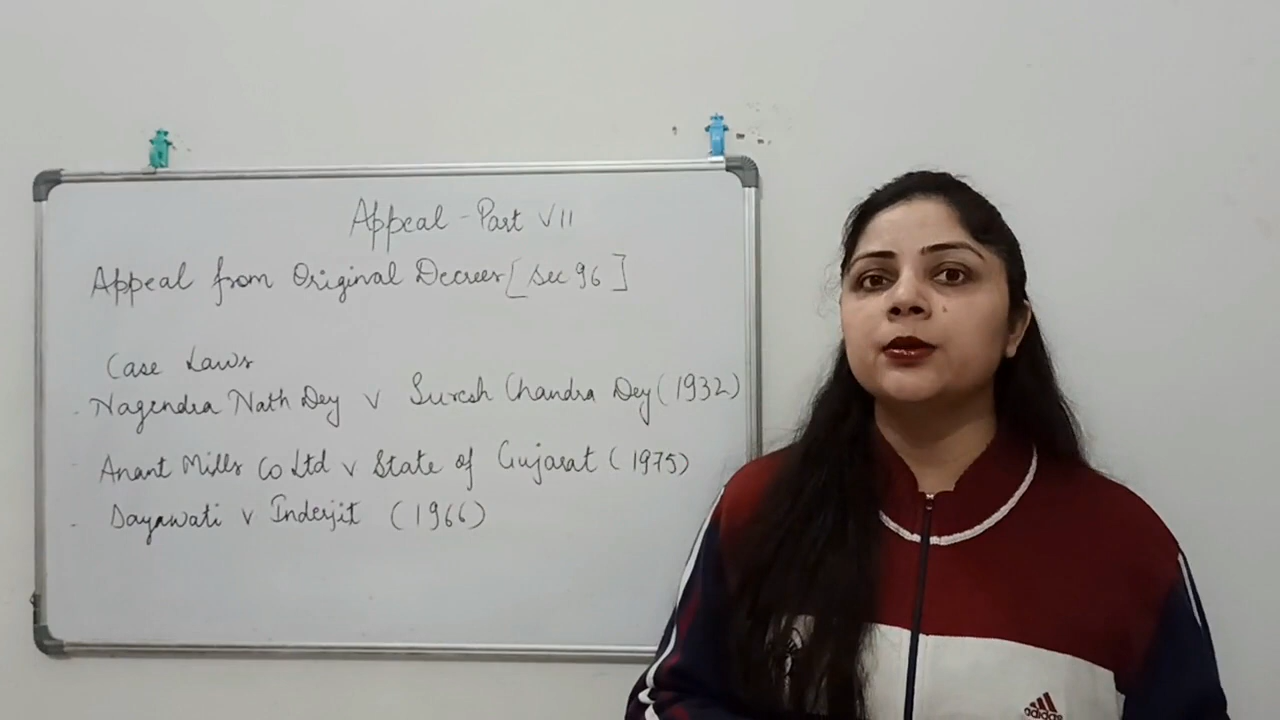 Appeal - Part VII
Appeal from Original Decrees [Sec 96]
Case Laws
- Nagendra Nath Dey v Suresh Chandra Dey (1932)
- Anant Mills Co Ltd v State of Gujarat (1975)
- Dayawati v Inderjit (1966)
adidas